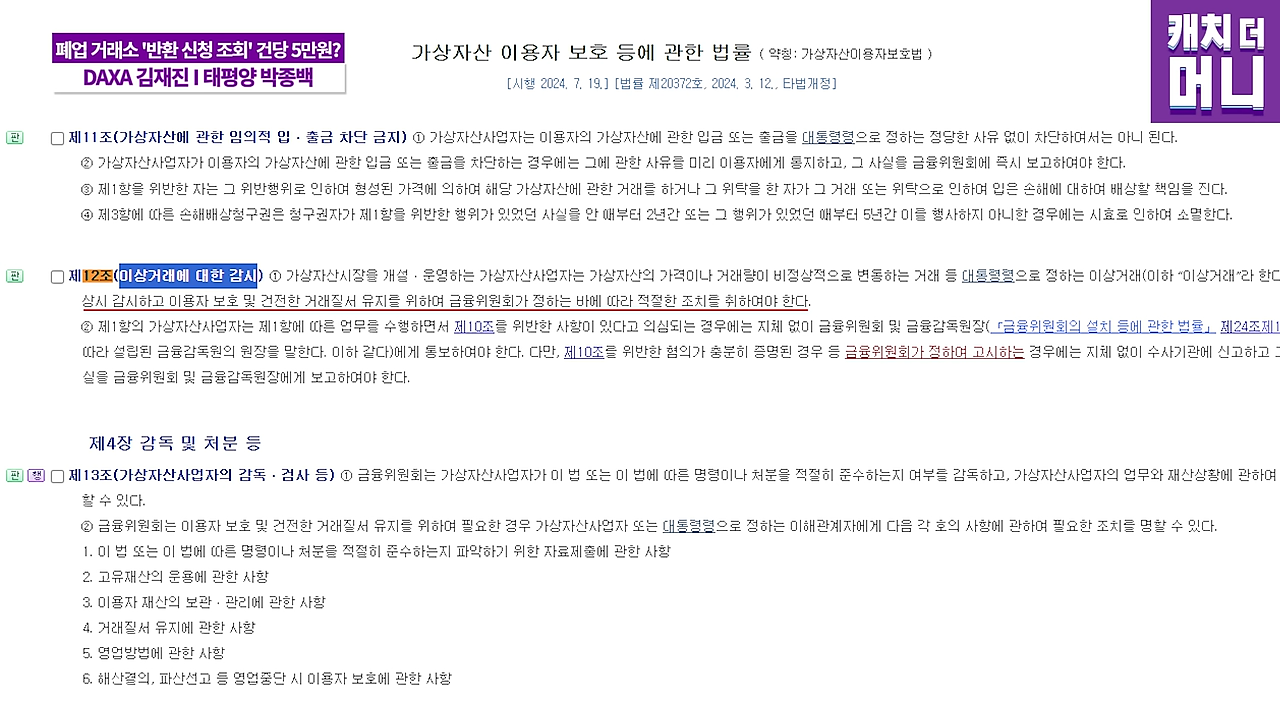 폐업 거래소 '반환 신청 조회' 건당 5만원?
DAXA 김재진 I 태평양 박종백
캐치 더
머니
가상자산 이용자 보호 등에 관한 법률 ( 약칭: 가상자산이용자보호법 )
[시행 2024. 7. 19.] [법률 제20372호, 2024. 3. 12., 타법개정]
판 제11조(가상자산에 관한 임의적 입ㆍ출금 차단 금지) ① 가상자산사업자는 이용자의 가상자산에 관한 입금 또는 출금을 대통령령으로 정하는 정당한 사유 없이 차단하여서는 아니 된다.
② 가상자산사업자가 이용자의 가상자산에 관한 입금 또는 출금을 차단하는 경우에는 그에 관한 사유를 미리 이용자에게 통지하고, 그 사실을 금융위원회에 즉시 보고하여야 한다.
③ 제1항을 위반한 자는 그 위반행위로 인하여 형성된 가격에 의하여 해당 가상자산에 관한 거래를 하거나 그 위탁을 한 자가 그 거래 또는 위탁으로 인하여 입은 손해에 대하여 배상할 책임을 진다.
④ 제3항에 따른 손해배상청구권은 청구권자가 제1항을 위반한 행위가 있었던 사실을 안 때부터 2년간 또는 그 행위가 있었던 때부터 5년간 이를 행사하지 아니한 경우에는 시효로 인하여 소멸한다.
판 제12조(이상거래에 대한 감시) ① 가상자산시장을 개설ㆍ운영하는 가상자산사업자는 가상자산의 가격이나 거래량이 비정상적으로 변동하는 거래 등 대통령령으로 정하는 이상거래(이하 “이상거래”라 한다
상시 감시하고 이용자 보호 및 건전한 거래질서 유지를 위하여 금융위원회가 정하는 바에 따라 적절한 조치를 취하여야 한다.
② 제1항의 가상자산사업자는 제1항에 따른 업무를 수행하면서 제10조를 위반한 사항이 있다고 의심되는 경우에는 지체 없이 금융위원회 및 금융감독원장(「금융위원회의 설치 등에 관한 법률」 제24조제1
따라 설립된 금융감독원의 원장을 말한다. 이하 같다)에게 통보하여야 한다. 다만, 제10조를 위반한 혐의가 충분히 증명된 경우 등 금융위원회가 정하여 고시하는 경우에는 지체 없이 수사기관에 신고하고 그
실을 금융위원회 및 금융감독원장에게 보고하여야 한다.
제4장 감독 및 처분 등
판 행 제13조(가상자산사업자의 감독ㆍ검사 등) ① 금융위원회는 가상자산사업자가 이 법 또는 이 법에 따른 명령이나 처분을 적절히 준수하는지 여부를 감독하고, 가상자산사업자의 업무와 재산상황에 관하여
할 수 있다.
② 금융위원회는 이용자 보호 및 건전한 거래질서 유지를 위하여 필요한 경우 가상자산사업자 또는 대통령령으로 정하는 이해관계자에게 다음 각 호의 사항에 관하여 필요한 조치를 명할 수 있다.
1. 이 법 또는 이 법에 따른 명령이나 처분을 적절히 준수하는지 파악하기 위한 자료제출에 관한 사항
2. 고유재산의 운용에 관한 사항
3. 이용자 재산의 보관ㆍ관리에 관한 사항
4. 거래질서 유지에 관한 사항
5. 영업방법에 관한 사항
6. 해산결의, 파산선고 등 영업중단 시 이용자 보호에 관한 사항